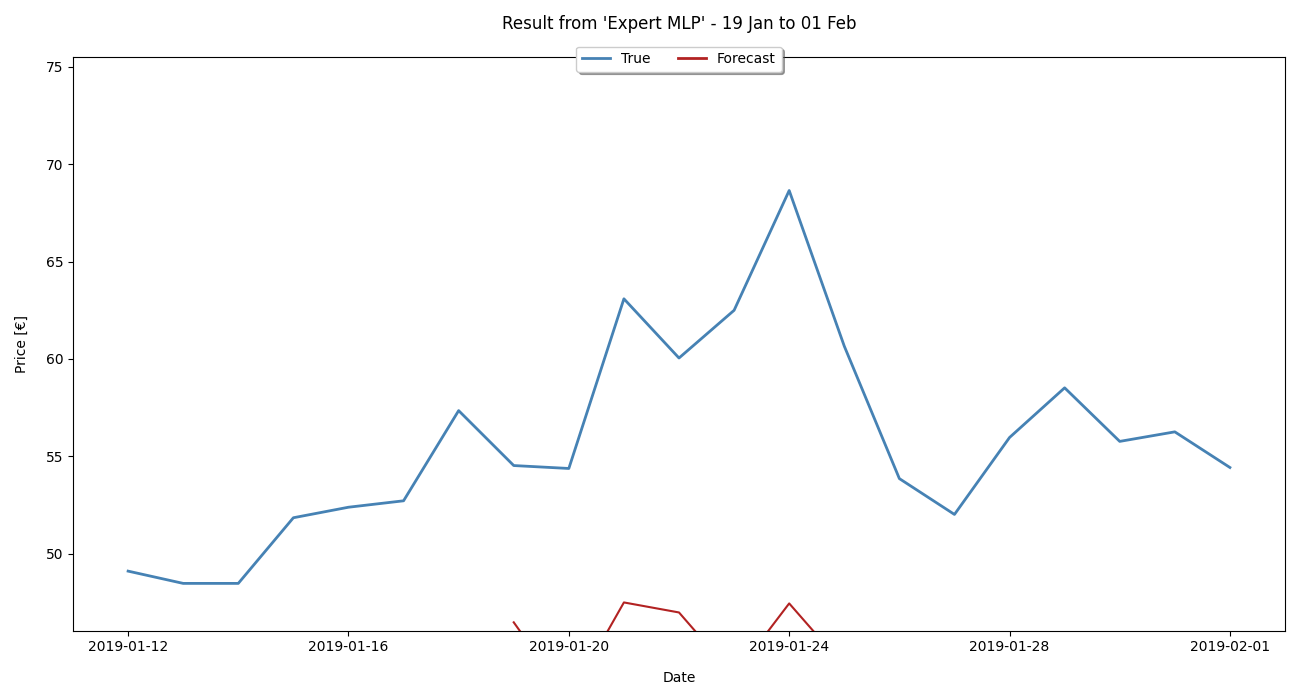 Result from 'Expert MLP' - 19 Jan to 01 Feb
True Forecast
75
70
65
60
55
50
Price [€]
2019-01-12 2019-01-16 2019-01-20 2019-01-24 2019-01-28 2019-02-01
Date